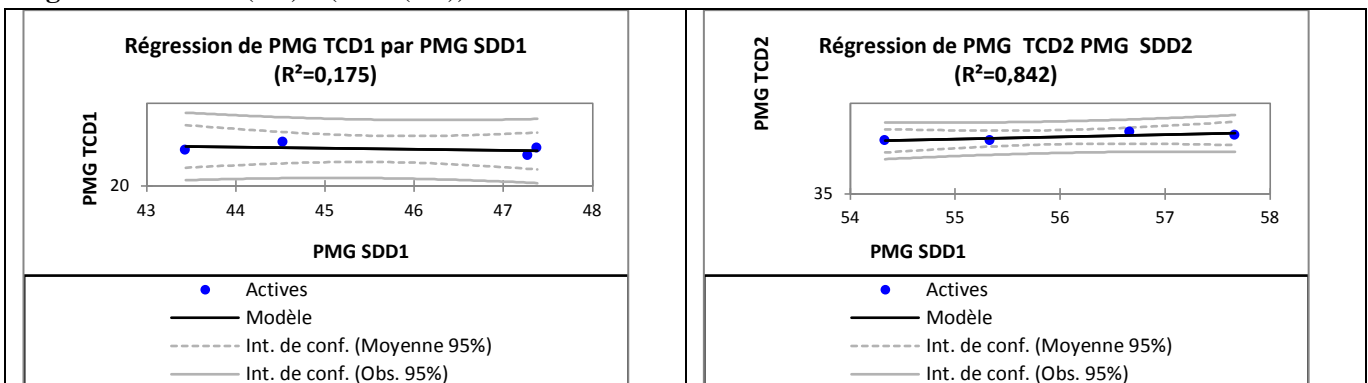 Régression de PMG TCD1 par PMG SDD1
(R²=0,175)
PMG TCD1
20
43 44 45 46 47 48
PMG SDD1
Actives
Modèle
Int. de conf. (Moyenne 95%)
Int. de conf. (Obs. 95%)
Régression de PMG TCD2 PMG SDD2
(R²=0,842)
PMG TCD2
35
54 55 56 57 58
PMG SDD1
Actives
Modèle
Int. de conf. (Moyenne 95%)
Int. de conf. (Obs. 95%)